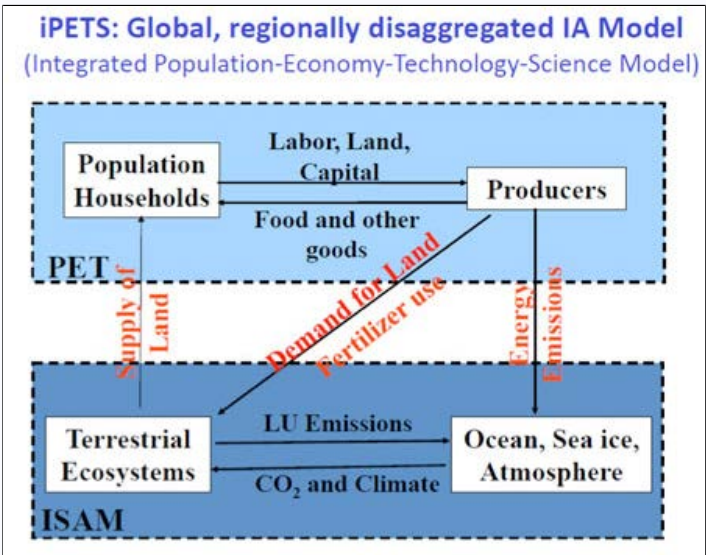 iPETS: Global, regionally disaggregated IA Model
(Integrated Population-Economy-Technology-Science Model)
Population
Households
Labor, Land,
Capital
Producers
Food and other
goods
PET
Supply of
Land
Demand for Land
Fertilizer use
Energy
Emissions
Terrestrial
Ecosystems
LU Emissions
Ocean, Sea ice,
Atmosphere
CO₂ and Climate
ISAM